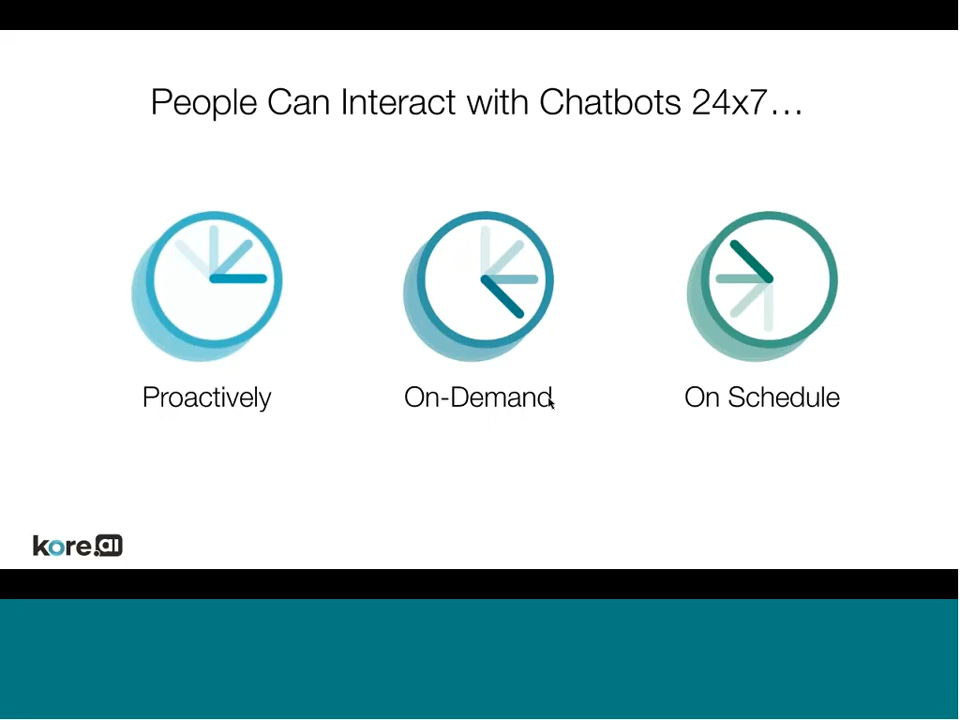 People Can Interact with Chatbots 24x7...
Proactively
On-Demand
On Schedule
kore.ai